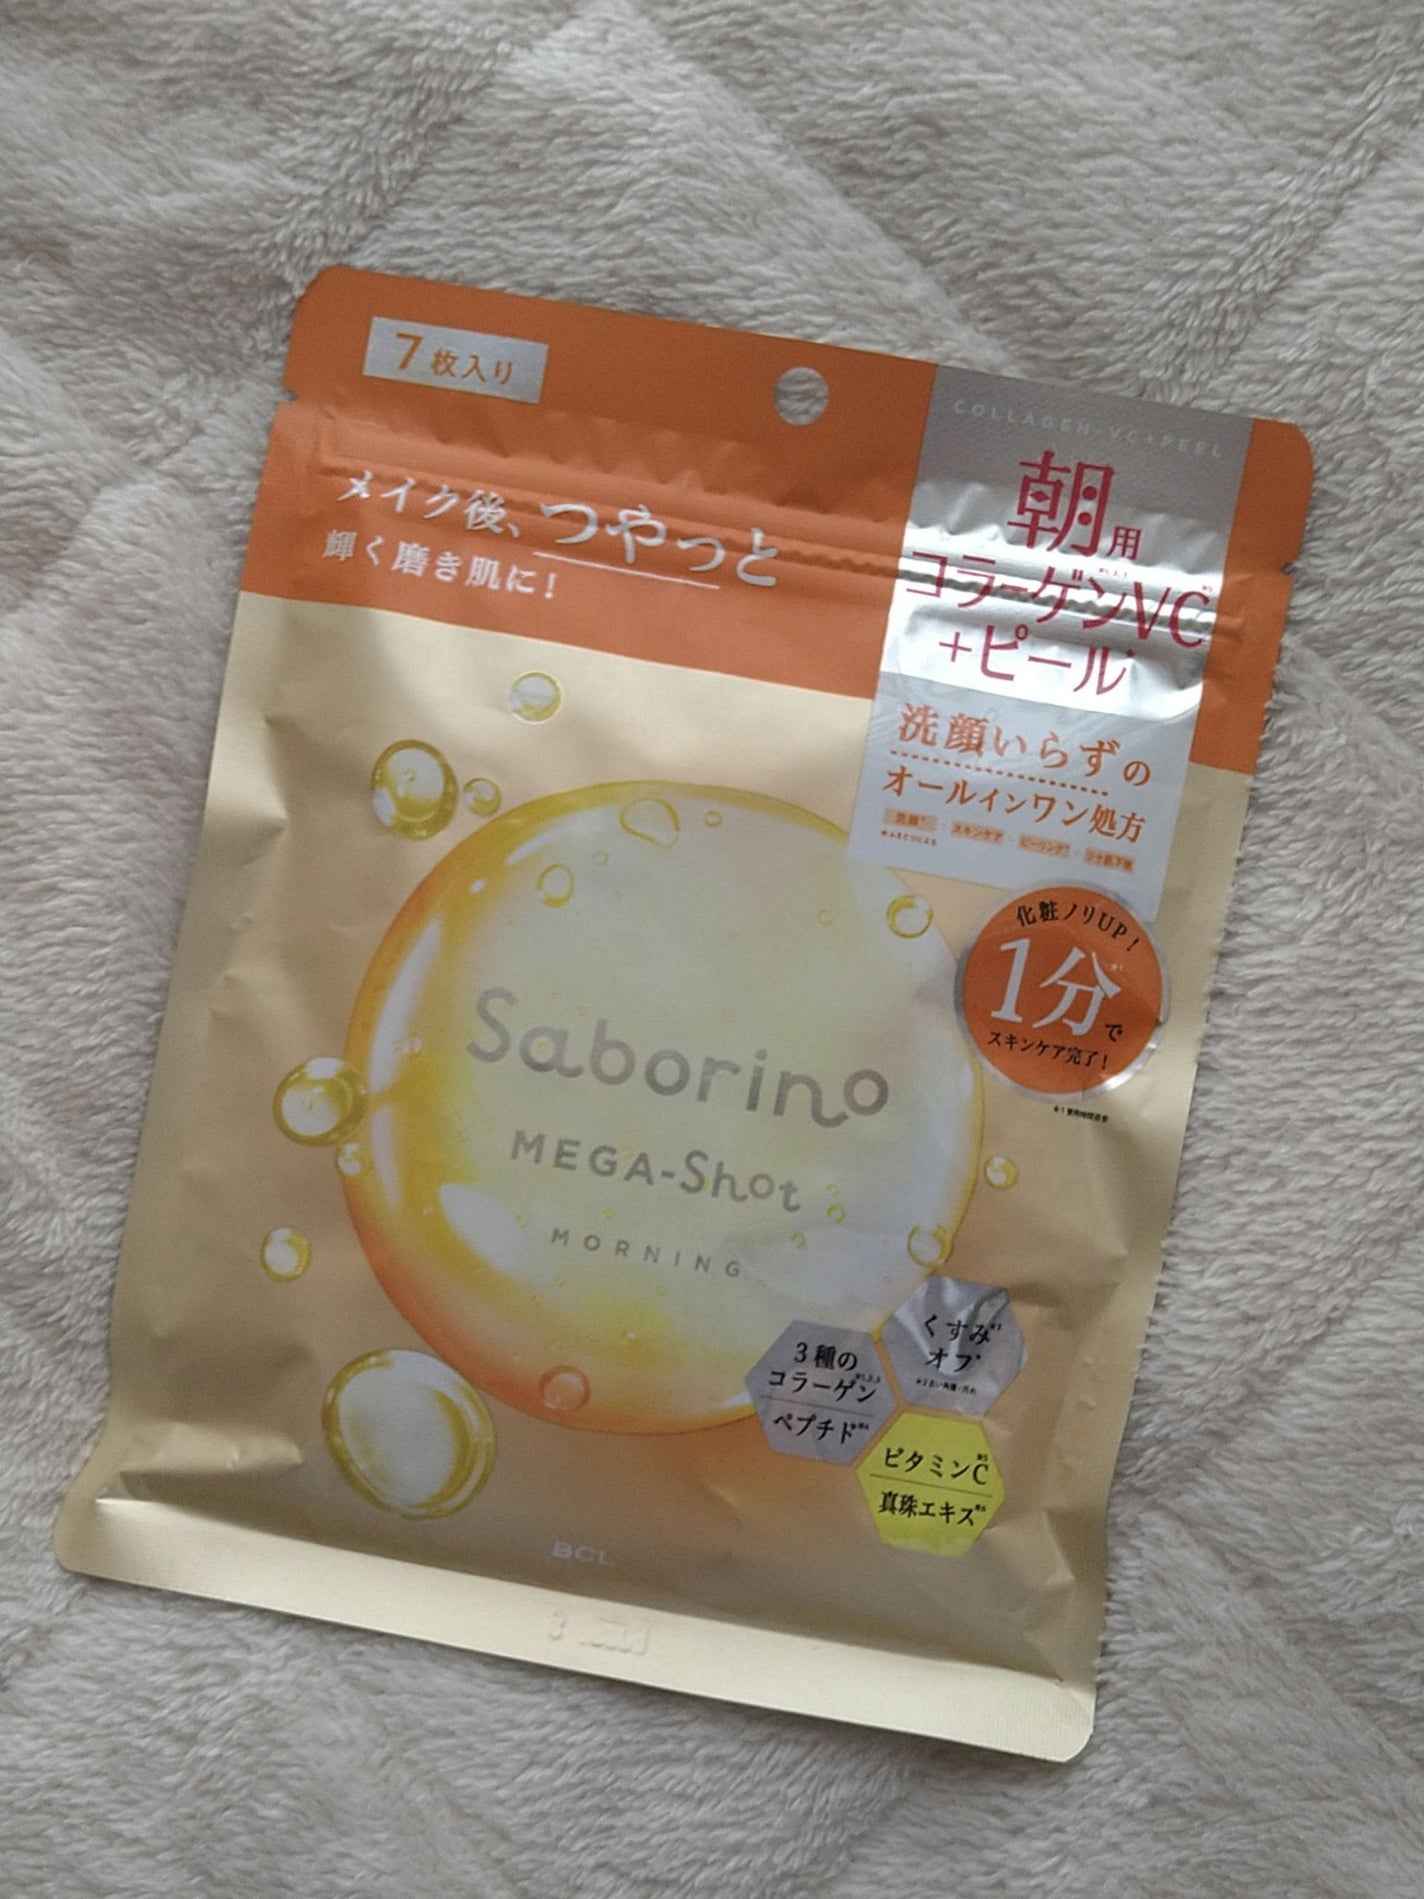 7枚入り
COLLAGEN-VC+PEEL
メイク後、つやっと
輝く磨き肌に！
朝用
コラーゲンVC
+ピール
洗顔いらずの
オールインワン処方
洗顔
スキンケア
ピーリング
ツヤ肌下地
化粧ノリUP！
1分で
スキンケア完了！
Saborino
MEGA-Shot
MORNING
くすみ
オフ
3種の
コラーゲン
ペプチド
ビタミンC
真珠エキス
BCL